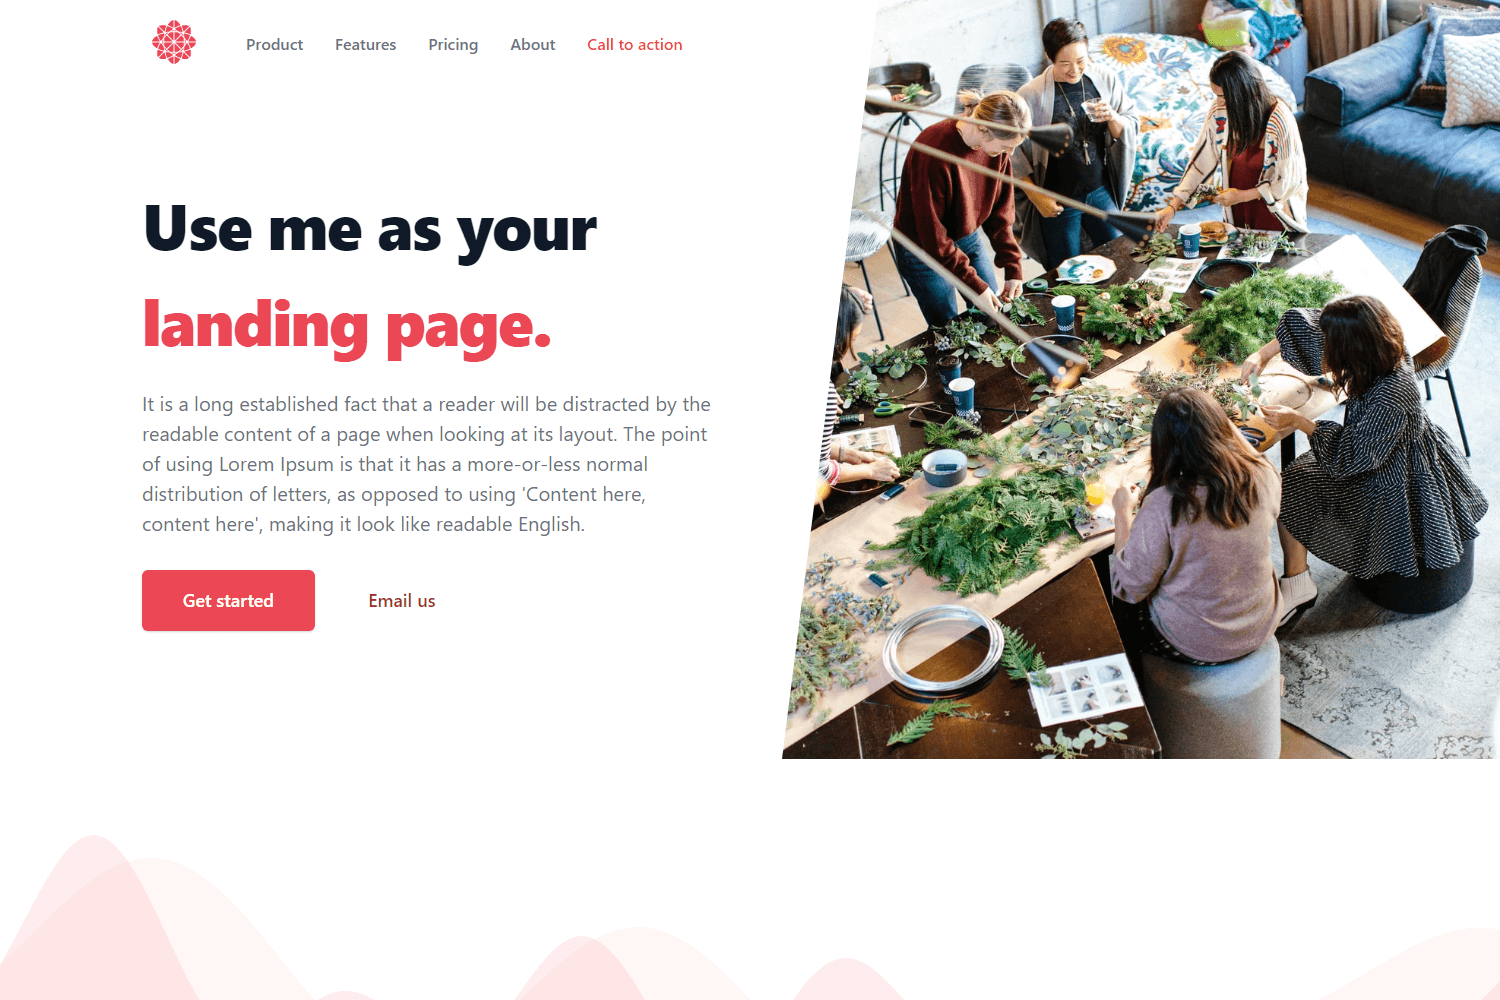 Product Features Pricing About Call to action
Use me as your
landing page.
It is a long established fact that a reader will be distracted by the
readable content of a page when looking at its layout. The point
of using Lorem Ipsum is that it has a more-or-less normal
distribution of letters, as opposed to using 'Content here,
content here', making it look like readable English.
Get started Email us